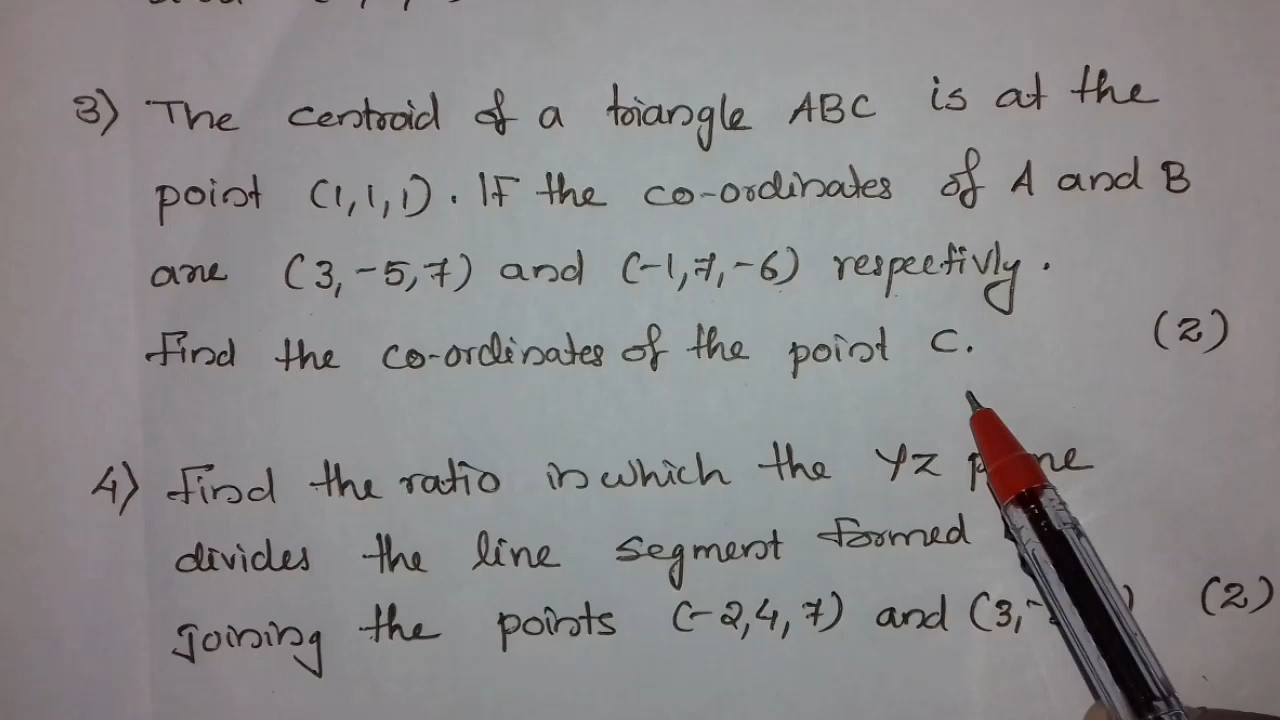 3) The centroid of a triangle ABC is at the
point (1,1,1). If the co-ordinates of A and B
are (3,-5,7) and (-1,7,-6) respectivly.
Find the co-ordinates of the point C. (2)
4) Find the ratio in which the YZ
divides the line segment formed
joining the points (-2,4,7) and (3,- ) (2)